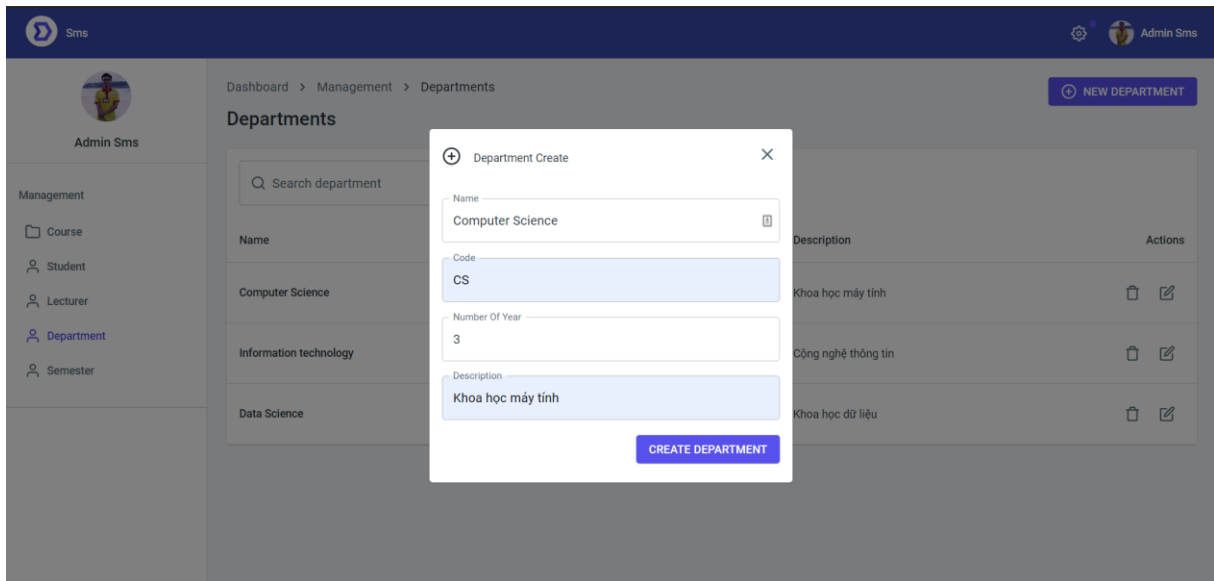 Sms
Admin Sms
Admin Sms
Management
Course
Student
Lecturer
Department
Semester
Dashboard > Management > Departments
NEW DEPARTMENT
Departments
Search department
Name
Description
Actions
Computer Science
Khoa học máy tính
Information technology
Công nghệ thông tin
Data Science
Khoa học dữ liệu
Department Create
Name
Computer Science
Code
CS
Number Of Year
3
Description
Khoa học máy tính
CREATE DEPARTMENT